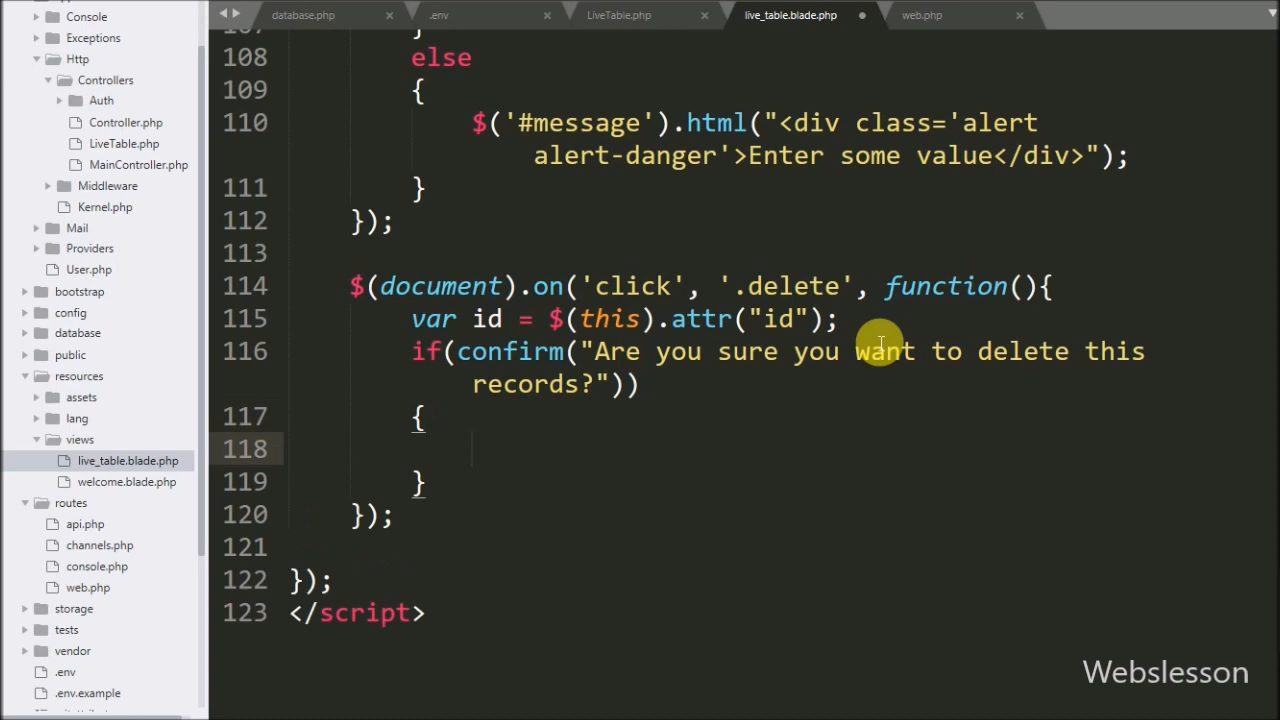 Console
Exceptions
Http
Controllers
Auth
Controller.php
LiveTable.php
MainController.php
Middleware
Kernel.php
Mail
Providers
User.php
bootstrap
config
database
public
resources
assets
lang
views
live_table.blade.php
welcome.blade.php
routes
api.php
channels.php
console.php
web.php
storage
tests
vendor
.env
.env.example
database.php
.env
LiveTable.php
live_table.blade.php
web.php
108 else
109 {
110 $('#message').html("<div class='alert
alert-danger'>Enter some value</div>");
111 }
112 });
113
114 $(document).on('click', '.delete', function(){
115 var id = $(this).attr("id");
116 if(confirm("Are you sure you want to delete this
records?"))
117 {
118
119 }
120 });
121
122 });
123 </script>
Webslesson